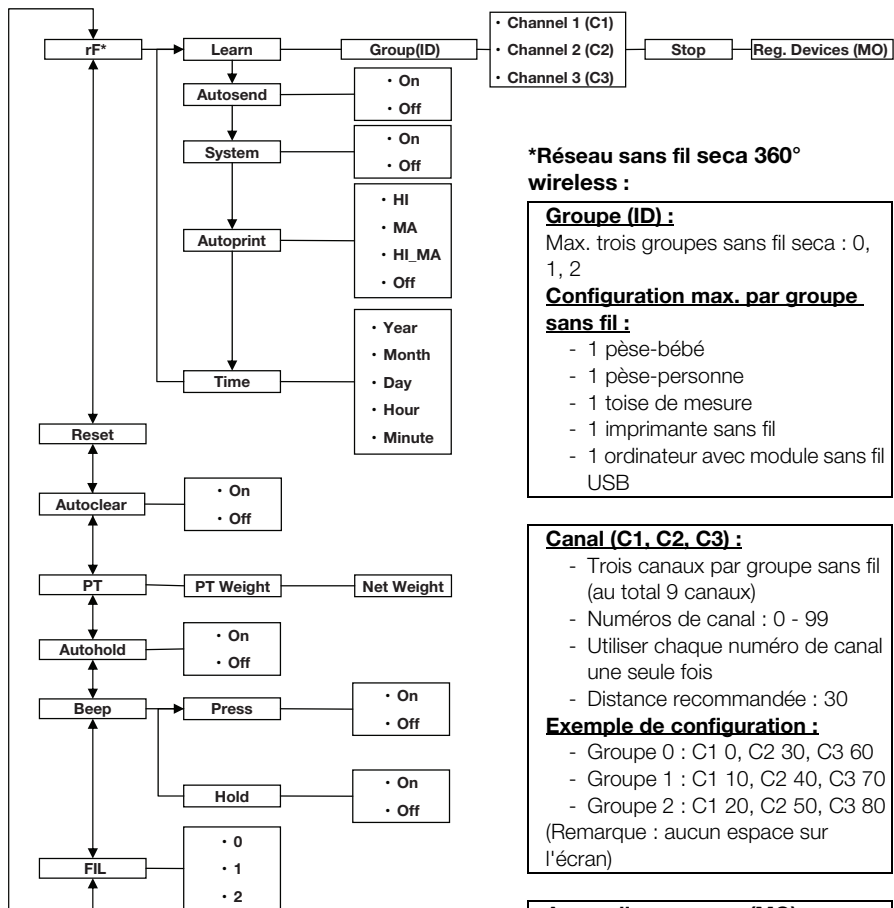 rF*
Learn
Group(ID)
• Channel 1 (C1)
• Channel 2 (C2)
• Channel 3 (C3)
Stop
Reg. Devices (MO)
Autosend
• On
• Off
System
• On
• Off
Autoprint
• HI
• MA
• HI_MA
• Off
Time
• Year
• Month
• Day
• Hour
• Minute
Reset
Autoclear
• On
• Off
PT
PT Weight
Net Weight
Autohold
• On
• Off
Beep
Press
• On
• Off
Hold
• On
• Off
FIL
• 0
• 1
• 2
*Réseau sans fil seca 360°
wireless :
Groupe (ID) :
Max. trois groupes sans fil seca : 0,
1, 2
Configuration max. par groupe
sans fil :
- 1 pèse-bébé
- 1 pèse-personne
- 1 toise de mesure
- 1 imprimante sans fil
- 1 ordinateur avec module sans fil
USB
Canal (C1, C2, C3) :
- Trois canaux par groupe sans fil
(au total 9 canaux)
- Numéros de canal : 0 - 99
- Utiliser chaque numéro de canal
une seule fois
- Distance recommandée : 30
Exemple de configuration :
- Groupe 0 : C1 0, C2 30, C3 60
- Groupe 1 : C1 10, C2 40, C3 70
- Groupe 2 : C1 20, C2 50, C3 80
(Remarque : aucun espace sur
l'écran)